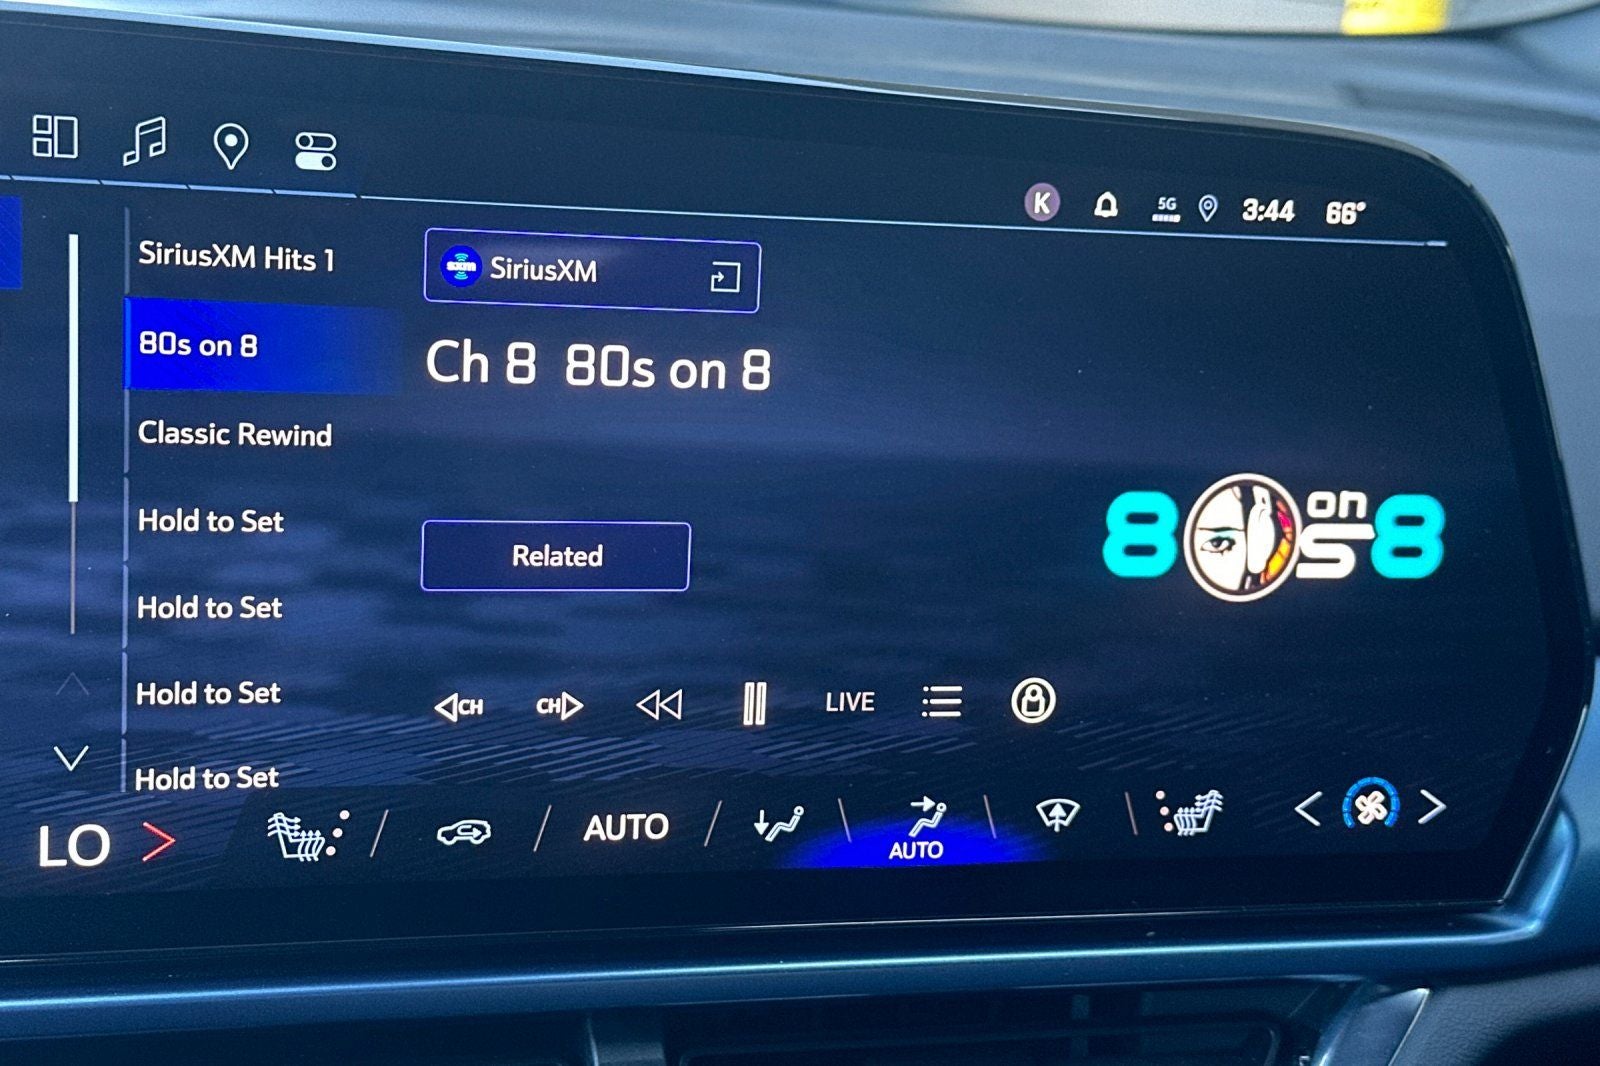 K 5G 3:44 66°
SiriusXM Hits 1
80s on 8
Classic Rewind
Hold to Set
Hold to Set
Hold to Set
Hold to Set
sxm SiriusXM
Ch 8 80s on 8
Related
80s on 8
CH CH LIVE
LO AUTO AUTO